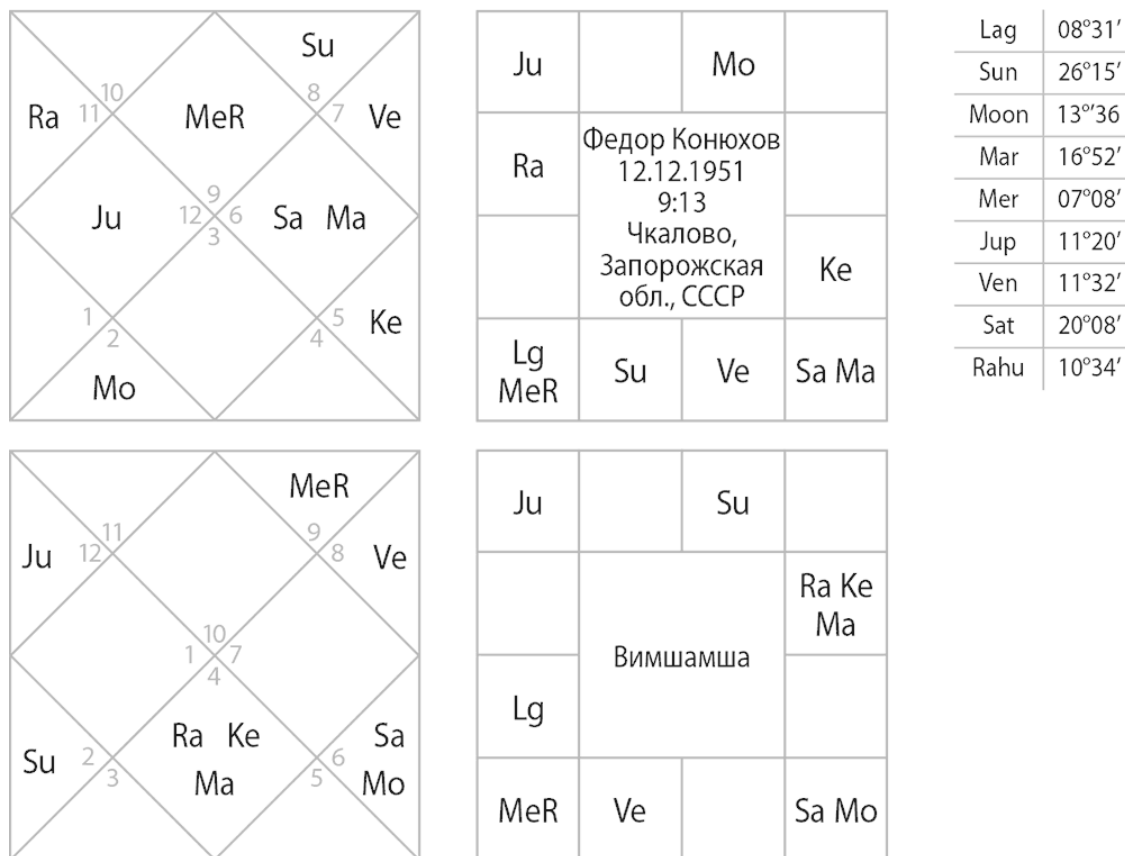 Su
10
8
Ra
11
MeR
7
Ve
9
Ju
12
6
Sa Ma
3
1
5
Ke
2
4
Mo
Ju
Mo
Ra
Федор Конюхов
12.12.1951
9:13
Чкалово,
Запорожская
обл., СССР
Ke
Lg
MeR
Su
Ve
Sa Ma
Lag 08°31′
Sun 26°15′
Moon 13°′36
Mar 16°52′
Mer 07°08′
Jup 11°20′
Ven 11°32′
Sat 20°08′
Rahu 10°34′
MeR
11
9
Ju
12
8
Ve
10
1
7
4
Ra Ke
Ma
Su
2
3
6
5
Sa
Mo
Ju
Su
Ra Ke
Ma
Вимшамша
Lg
MeR
Ve
Sa Mo